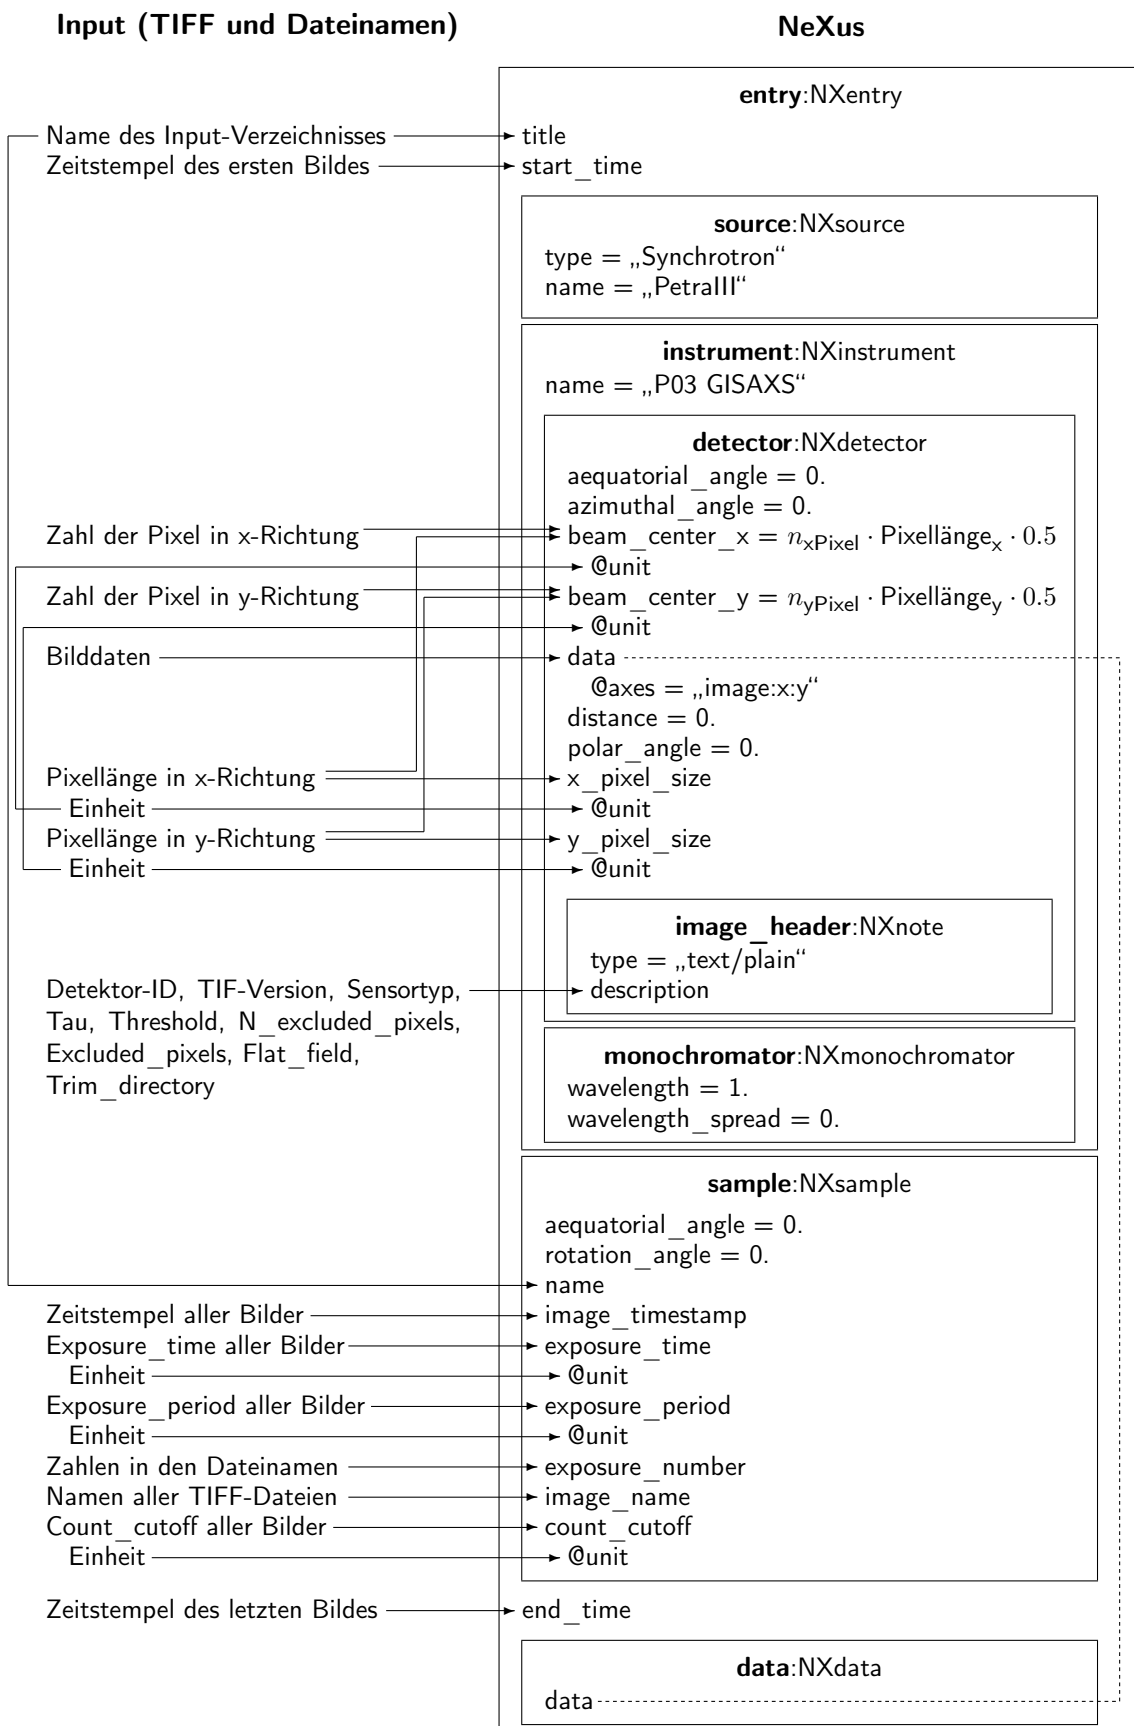 Input (TIFF und Dateinamen) NeXus
entry:NXentry
Name des Input-Verzeichnisses title
Zeitstempel des ersten Bildes start_time
source:NXsource
type = „Synchrotron“
name = „PetraIII“
instrument:NXinstrument
name = „P03 GISAXS“
detector:NXdetector
aequatorial_angle = 0.
azimuthal_angle = 0.
Zahl der Pixel in x-Richtung beam_center_x = n_xPixel · Pixellänge_x · 0.5
@unit
Zahl der Pixel in y-Richtung beam_center_y = n_yPixel · Pixellänge_y · 0.5
@unit
Bilddaten data
@axes = „image:x:y“
distance = 0.
polar_angle = 0.
Pixellänge in x-Richtung x_pixel_size
Einheit @unit
Pixellänge in y-Richtung y_pixel_size
Einheit @unit
image_header:NXnote
type = „text/plain“
Detektor-ID, TIF-Version, Sensortyp, description
Tau, Threshold, N_excluded_pixels,
Excluded_pixels, Flat_field,
Trim_directory
monochromator:NXmonochromator
wavelength = 1.
wavelength_spread = 0.
sample:NXsample
aequatorial_angle = 0.
rotation_angle = 0.
name
Zeitstempel aller Bilder image_timestamp
Exposure_time aller Bilder exposure_time
Einheit @unit
Exposure_period aller Bilder exposure_period
Einheit @unit
Zahlen in den Dateinamen exposure_number
Namen aller TIFF-Dateien image_name
Count_cutoff aller Bilder count_cutoff
Einheit @unit
Zeitstempel des letzten Bildes end_time
data:NXdata
data